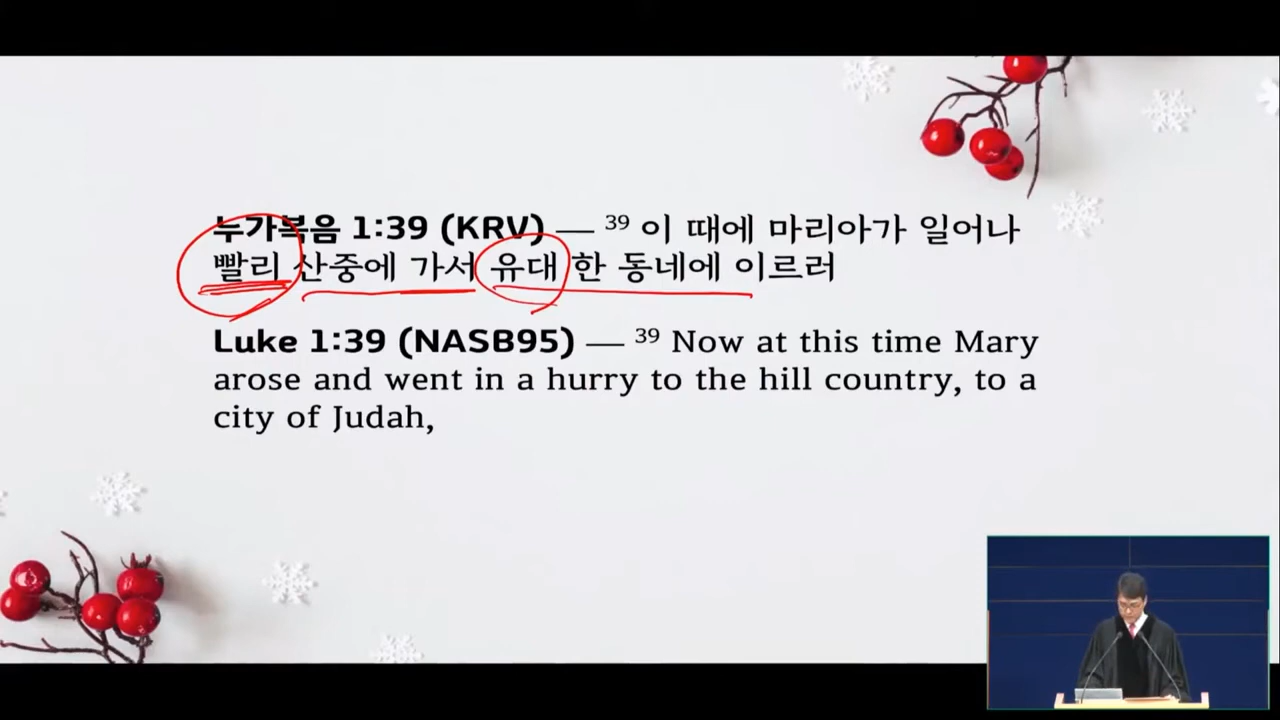 누가복음 1:39 (KRV) — 39 이 때에 마리아가 일어나
빨리 산중에 가서 유대 한 동네에 이르러
Luke 1:39 (NASB95) — 39 Now at this time Mary
arose and went in a hurry to the hill country, to a
city of Judah,